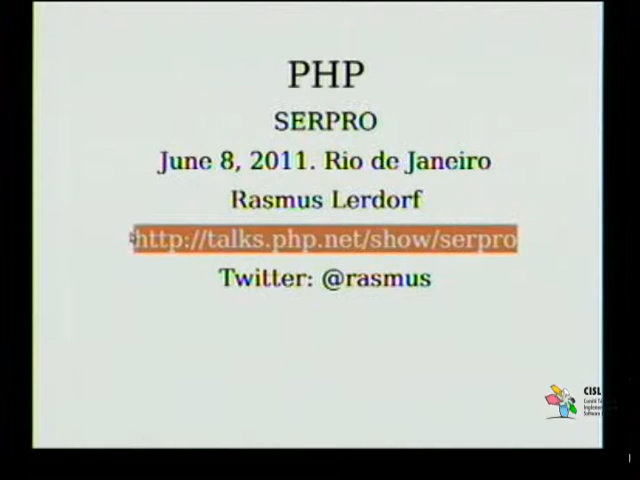 PHP
SERPRO
June 8, 2011. Rio de Janeiro
Rasmus Lerdorf
http://talks.php.net/show/serpro
Twitter: @rasmus
CISL